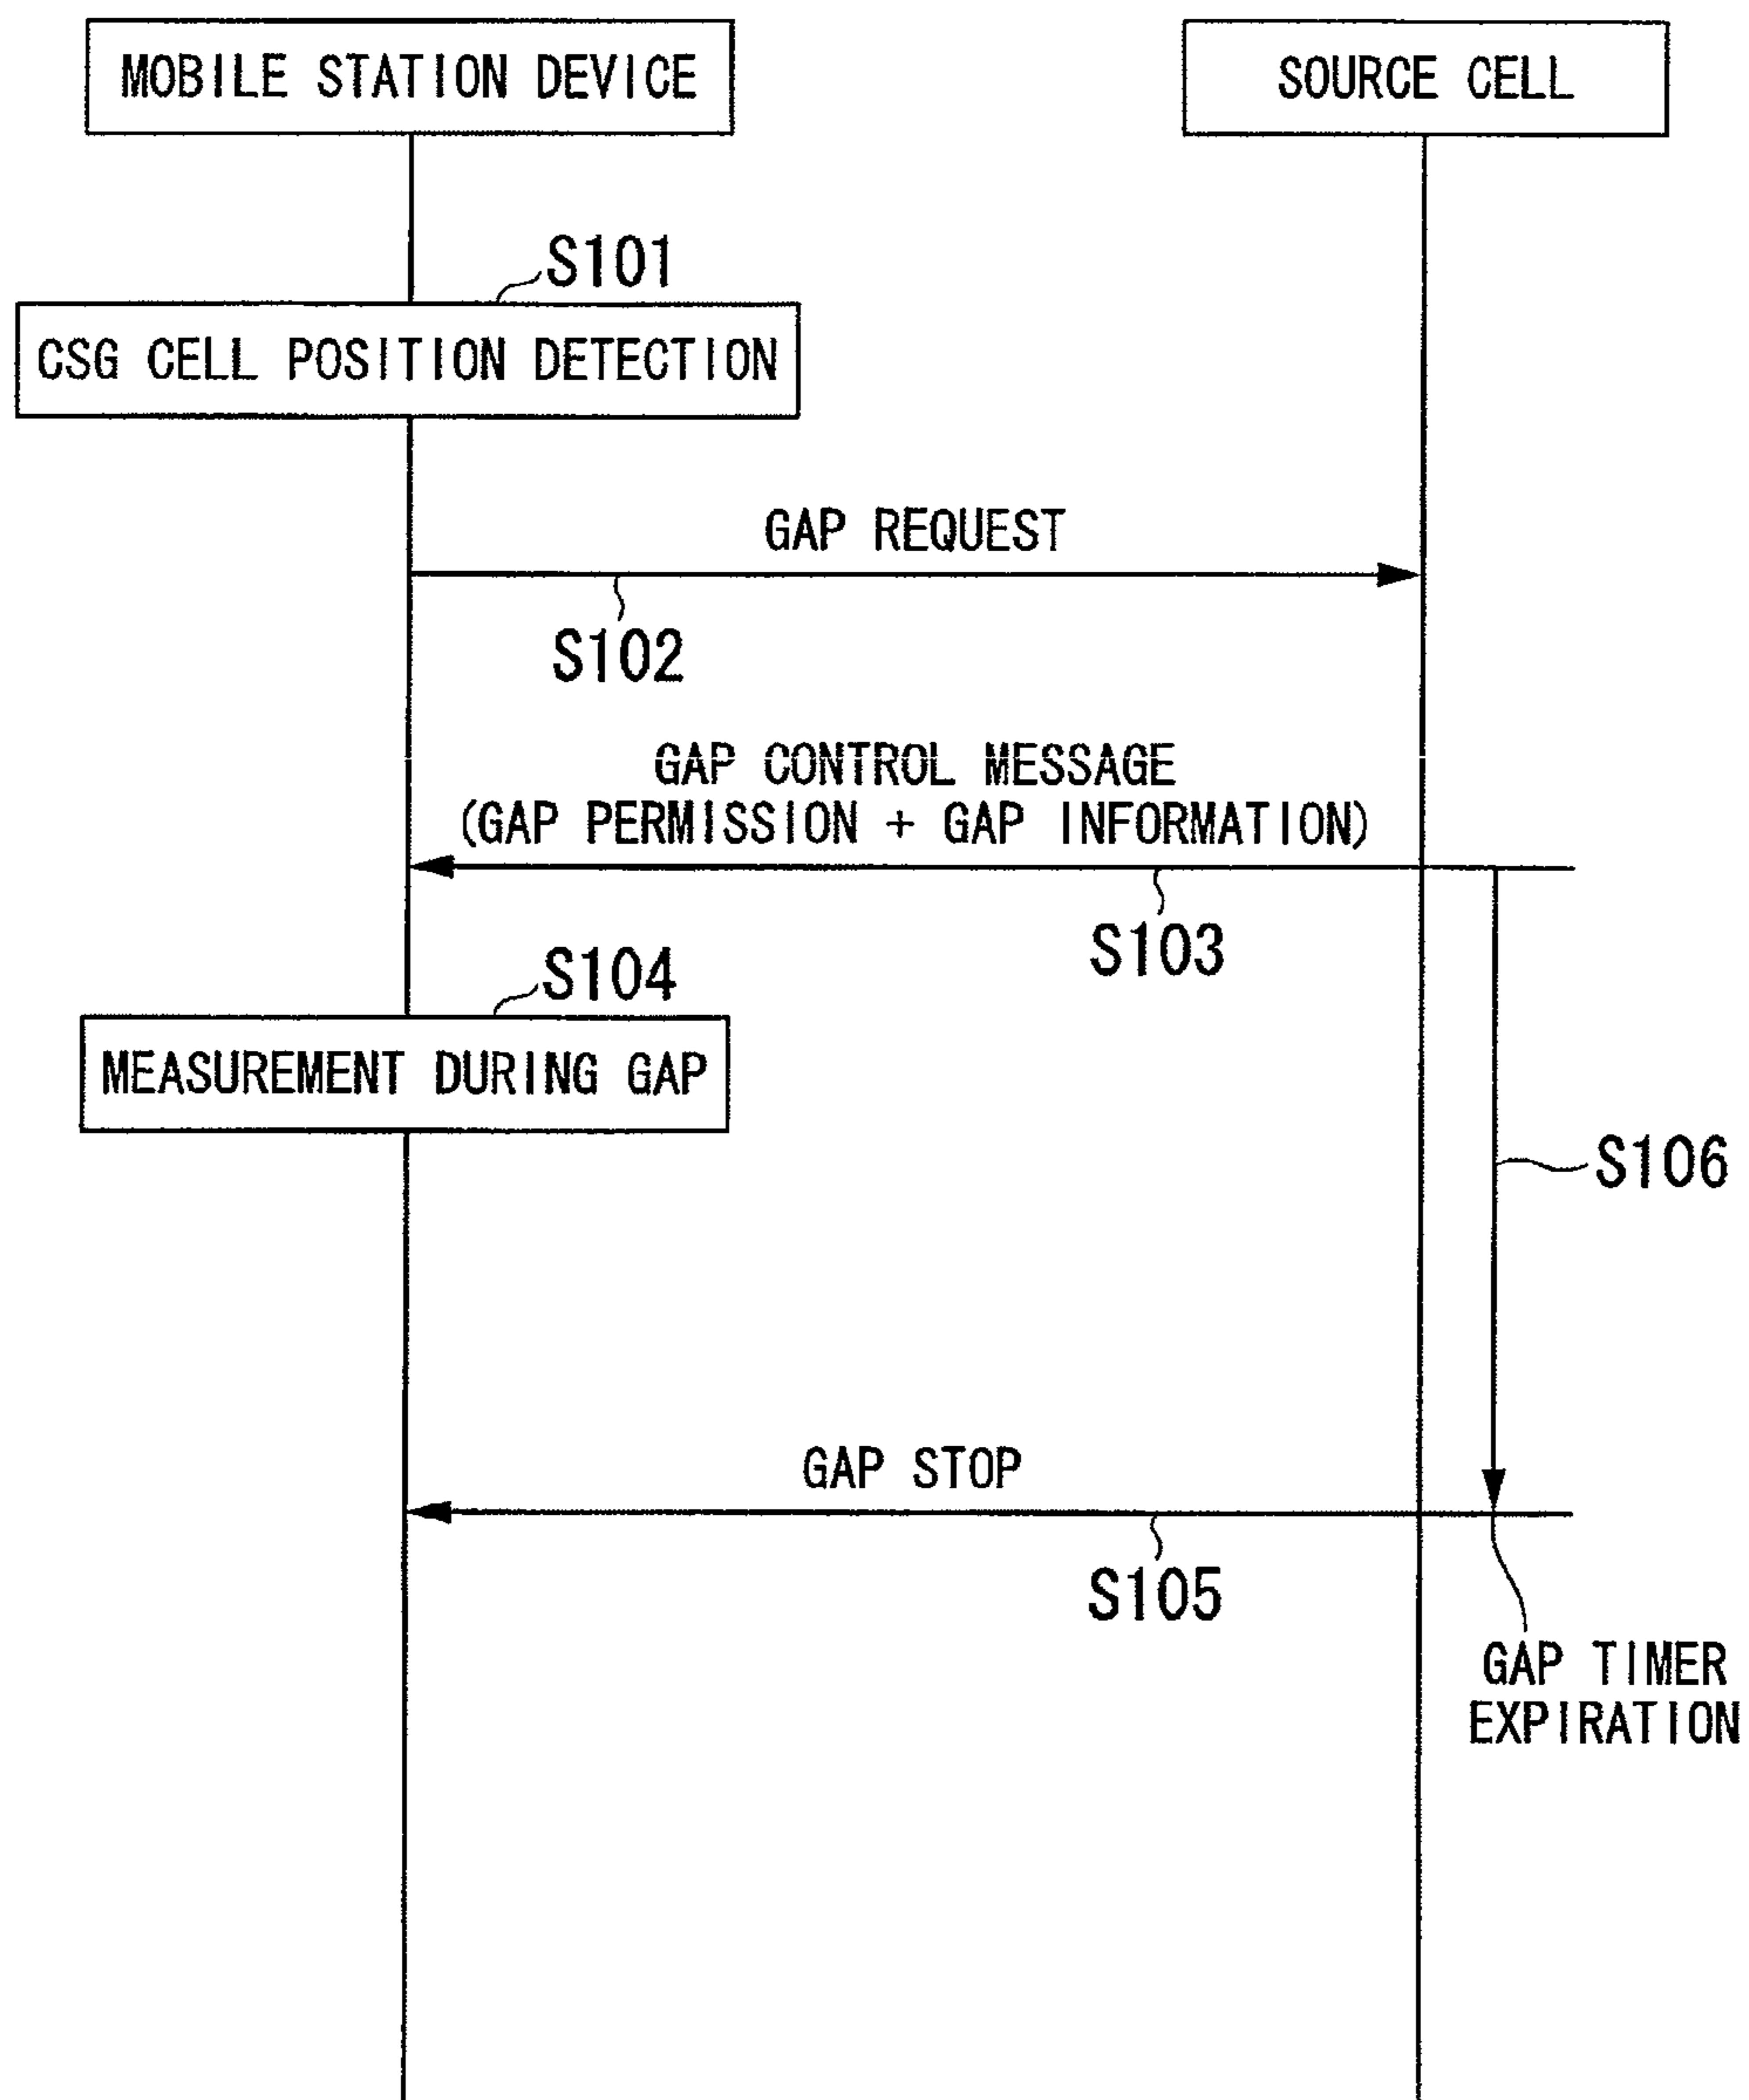 MOBILE STATION DEVICE
SOURCE CELL
S101
CSG CELL POSITION DETECTION
GAP REQUEST
S102
GAP CONTROL MESSAGE
(GAP PERMISSION + GAP INFORMATION)
S103
S104
MEASUREMENT DURING GAP
S106
GAP STOP
S105
GAP TIMER
EXPIRATION